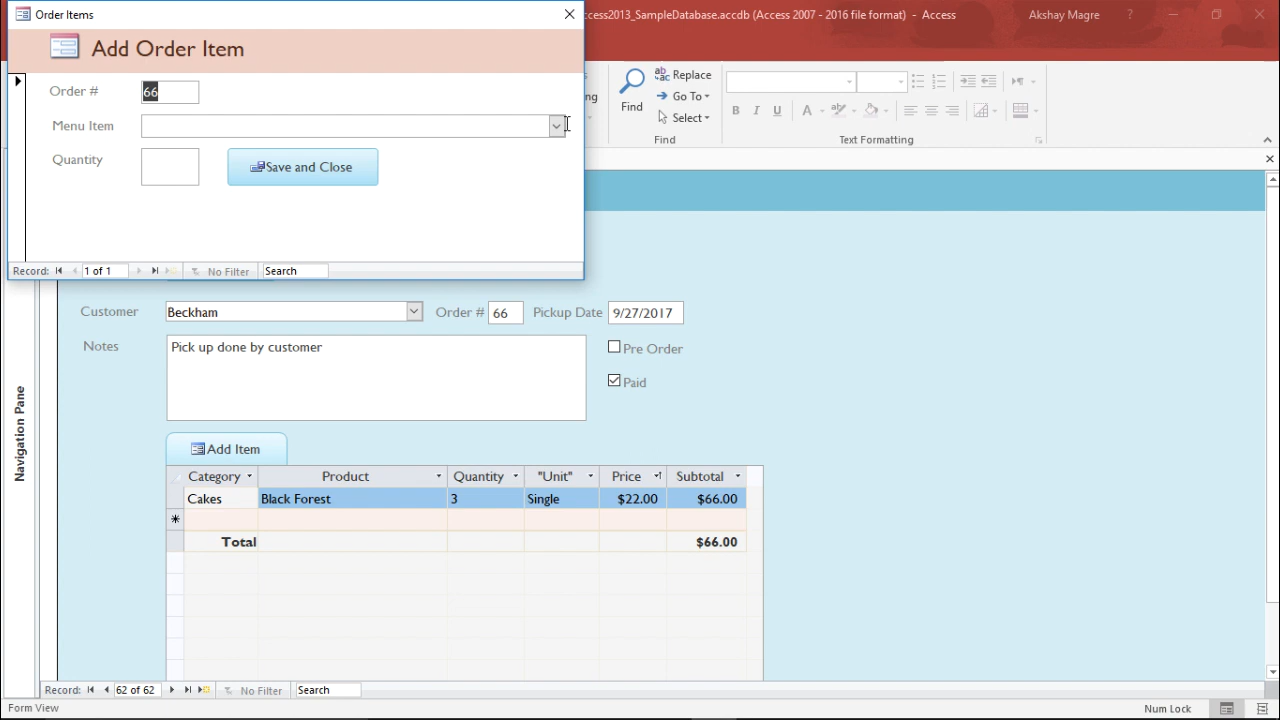 Order Items
ccess2013_SampleDatabase.accdb (Access 2007 - 2016 file format) - Access
Akshay Magre
?
Add Order Item
Order #
66
Menu Item
Quantity
Save and Close
Record:
1 of 1
No Filter
Search
ng
Find
Replace
Go To
Select
Find
B I U
A
Text Formatting
Navigation Pane
Customer
Beckham
Order #
66
Pickup Date
9/27/2017
Notes
Pick up done by customer
Pre Order
Paid
Add Item
Category Product Quantity "Unit" Price Subtotal
Cakes Black Forest 3 Single $22.00 $66.00
Total $66.00
Record:
62 of 62
No Filter
Search
Form View
Num Lock